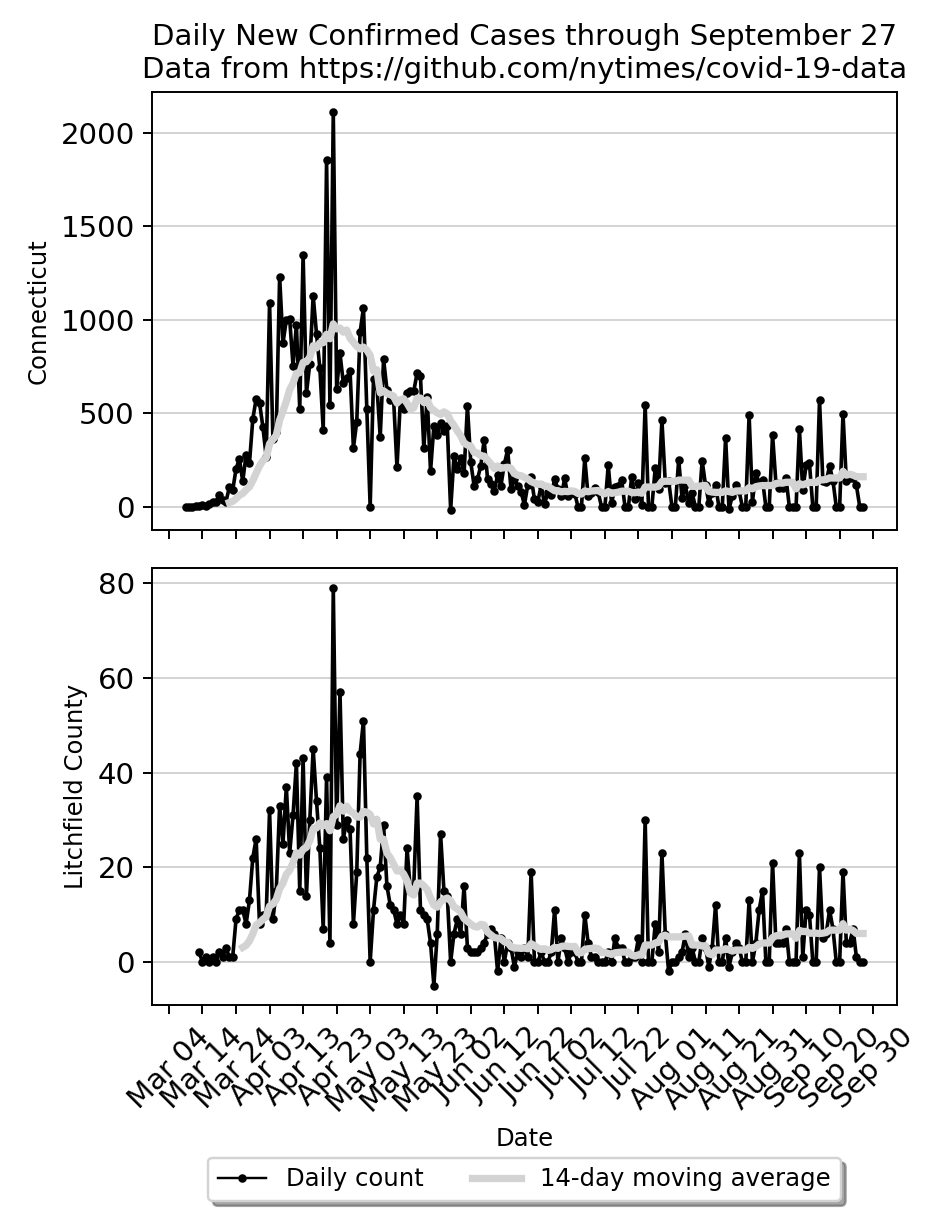 Daily New Confirmed Cases through September 27
Data from https://github.com/nytimes/covid-19-data
2000
1500
1000
500
0
Connecticut
80
60
40
20
0
Litchfield County
Mar 04
Mar 14
Mar 24
Apr 03
Apr 13
Apr 23
May 03
May 13
May 23
Jun 02
Jun 12
Jun 22
Jul 02
Jul 12
Jul 22
Aug 01
Aug 11
Aug 21
Aug 31
Sep 10
Sep 20
Sep 30
Date
Daily count
14-day moving average